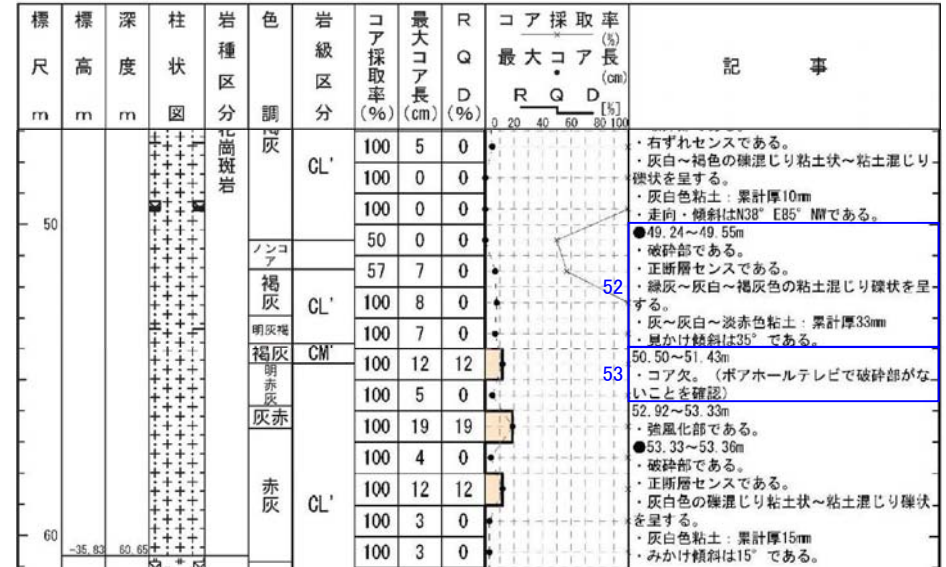 標尺m
標高m
深度m
柱状図
岩種区分
色調
岩級区分
コア採取率(%)
最大コア長(cm)
RQD(%)
コア採取率(%)
最大コア長(cm)
RQD[%]
0 20 40 60 80 100
記事
花崗斑岩
褐灰
CL'
ノンコア
褐灰
CL'
明灰褐
褐灰
CM'
明赤灰
灰赤
赤灰
CL'
50
60
-35.83
60.65
100 5 0
100 0 0
100 0 0
50 0 0
57 7 0
100 8 0
100 7 0
100 12 12
100 5 0
100 19 19
100 4 0
100 12 12
100 3 0
100 3 0
・右ずれセンスである。
・灰白~褐色の礫混じり粘土状~粘土混じり
礫状を呈する。
・灰白色粘土:累計厚10mm
・走向・傾斜はN38°E85°NWである。
52
●49.24~49.55m
・破砕部である。
・正断層センスである。
・緑灰~灰白~褐灰色の粘土混じり礫状を呈
する。
・灰~灰白~淡赤色粘土:累計厚33mm
・見かけ傾斜は35°である。
53
50.50~51.43m
・コア欠。(ボアホールテレビで破砕部がな
いことを確認)
52.92~53.33m
・強風化部である。
●53.33~53.36m
・破砕部である。
・正断層センスである。
・灰白色の礫混じり粘土状~粘土混じり礫状
を呈する。
・灰白色粘土:累計厚15mm
・みかけ傾斜は15°である。